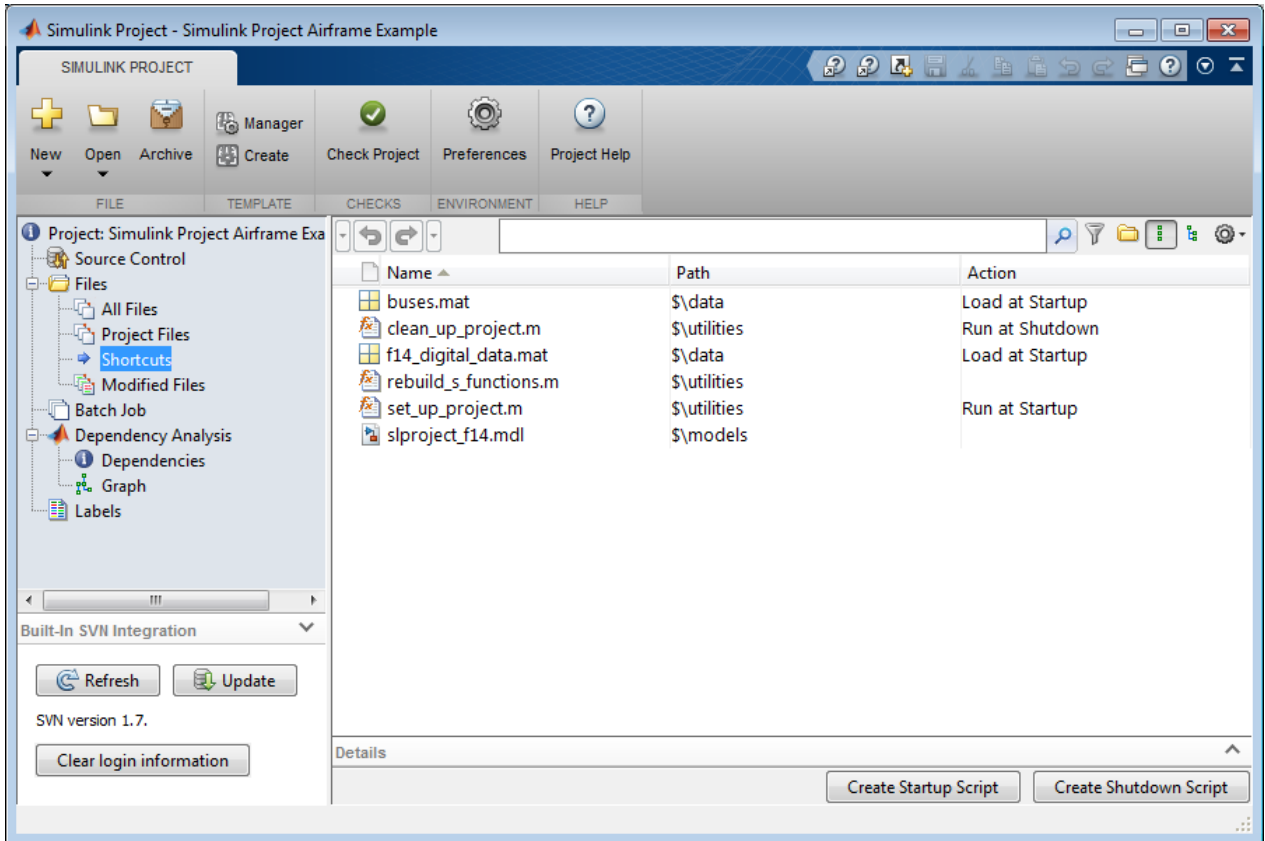 Simulink Project - Simulink Project Airframe Example
SIMULINK PROJECT
New
Open
Archive
Manager
Create
Check Project
Preferences
Project Help
FILE
TEMPLATE
CHECKS
ENVIRONMENT
HELP
Project: Simulink Project Airframe Exa
Source Control
Files
All Files
Project Files
Shortcuts
Modified Files
Batch Job
Dependency Analysis
Dependencies
Graph
Labels
Built-In SVN Integration
Refresh
Update
SVN version 1.7.
Clear login information
Name Path Action
buses.mat $\data Load at Startup
clean_up_project.m $\utilities Run at Shutdown
f14_digital_data.mat $\data Load at Startup
rebuild_s_functions.m $\utilities
set_up_project.m $\utilities Run at Startup
slproject_f14.mdl $\models
Details
Create Startup Script
Create Shutdown Script